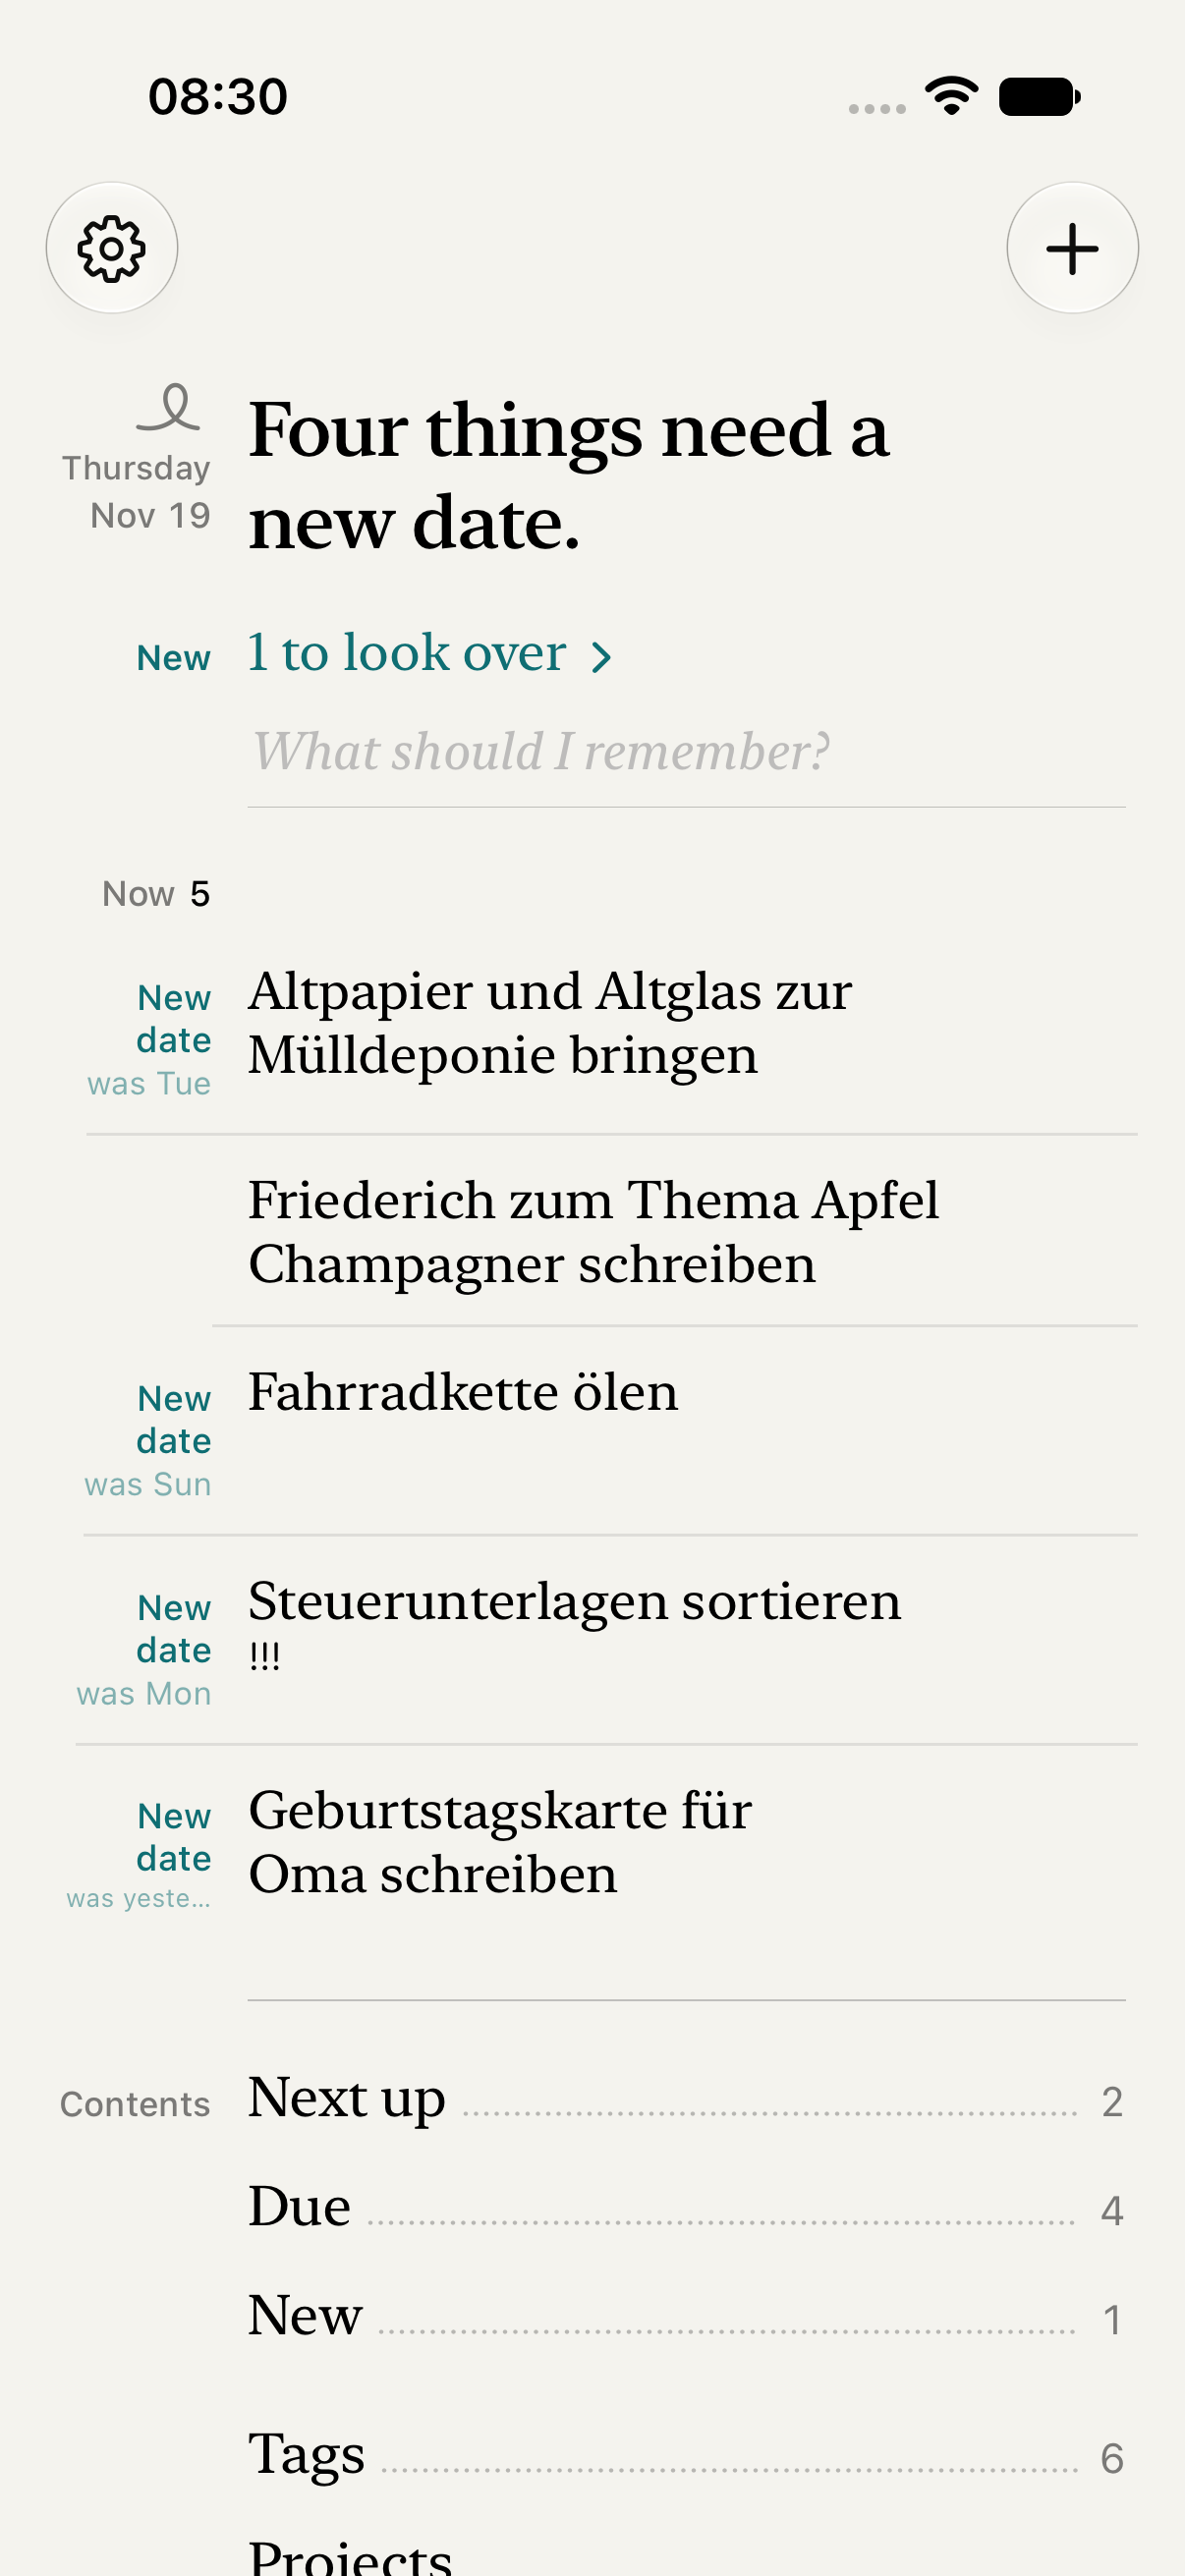 08:30
Thursday
Nov 19
Four things need a
new date.
New 1 to look over
What should I remember?
Now 5
New
date
was Tue
Altpapier und Altglas zur
Mülldeponie bringen
Friederich zum Thema Apfel
Champagner schreiben
New
date
was Sun
Fahrradkette ölen
New
date
was Mon
Steuerunterlagen sortieren
!!!
New
date
was yeste...
Geburtstagskarte für
Oma schreiben
Contents
Next up 2
Due 4
New 1
Tags 6
Projects